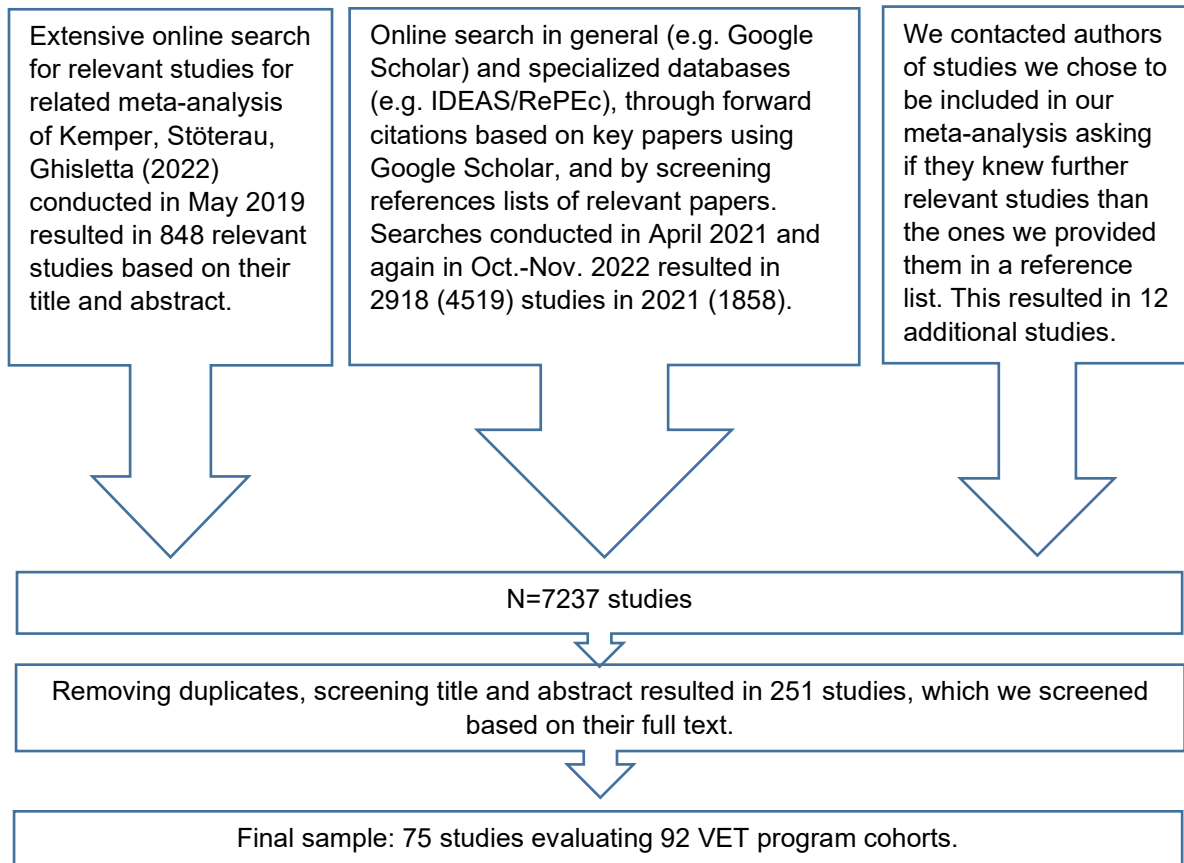 Extensive online search
for relevant studies for
related meta-analysis
of Kemper, Stöterau,
Ghisletta (2022)
conducted in May 2019
resulted in 848 relevant
studies based on their
title and abstract.
Online search in general (e.g. Google
Scholar) and specialized databases
(e.g. IDEAS/RePEc), through forward
citations based on key papers using
Google Scholar, and by screening
references lists of relevant papers.
Searches conducted in April 2021 and
again in Oct.-Nov. 2022 resulted in
2918 (4519) studies in 2021 (1858).
We contacted authors
of studies we chose to
be included in our
meta-analysis asking
if they knew further
relevant studies than
the ones we provided
them in a reference
list. This resulted in 12
additional studies.
N=7237 studies
Removing duplicates, screening title and abstract resulted in 251 studies, which we screened
based on their full text.
Final sample: 75 studies evaluating 92 VET program cohorts.